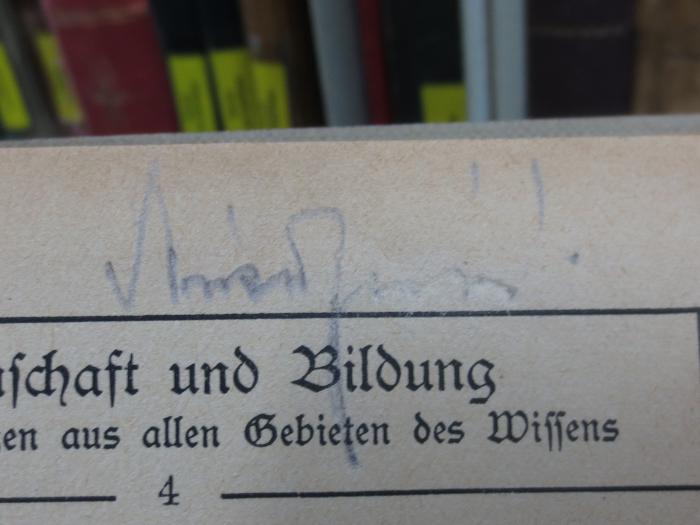 ſchaft und Bildung
en aus allen Gebieten des Wiſſens
4